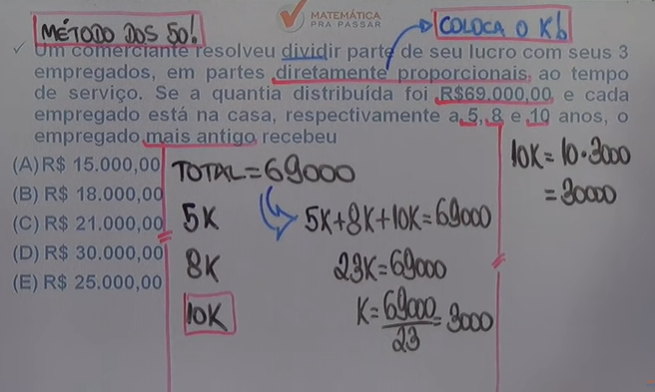 MÉTODO DOS 50!
MATEMÁTICA
PRA PASSAR
COLOCA O K!
✓ Um comerciante resolveu dividir parte de seu lucro com seus 3
empregados, em partes diretamente proporcionais, ao tempo
de serviço. Se a quantia distribuída foi R$69.000,00 e cada
empregado está na casa, respectivamente a 5, 8 e 10 anos, o
empregado mais antigo recebeu
(A) R$ 15.000,00
(B) R$ 18.000,00
(C) R$ 21.000,00
(D) R$ 30.000,00
(E) R$ 25.000,00
TOTAL=69000
5K
8K
10K
5K+8K+10K=69000
23K=69000
K=69000/23=3000
10K=10·3000
=30000